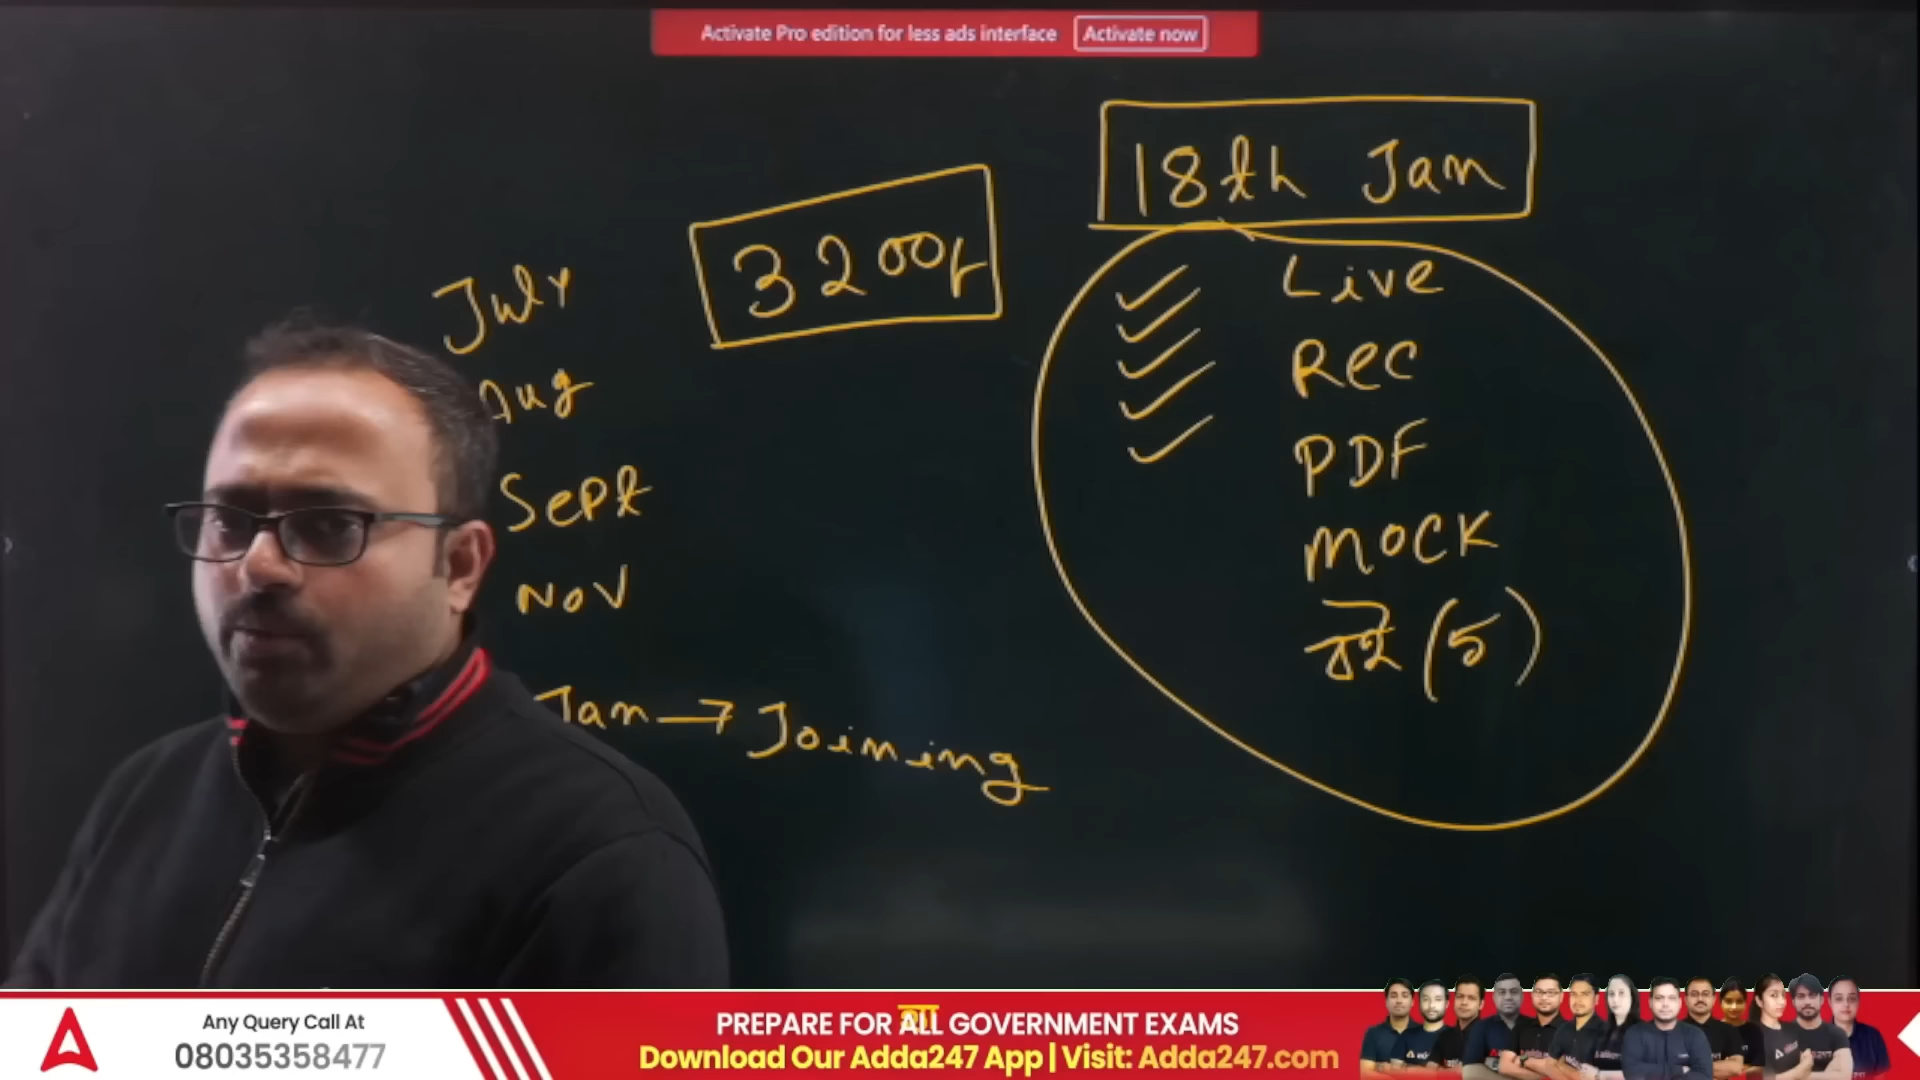 Activate Pro edition for less ads interface Activate now
18th Jan
3200+
July
Aug
Sept
Nov
Jan → Joining
Live
Rec
PDF
Mock
(5)
Any Query Call At
08035358477
PREPARE FOR ALL GOVERNMENT EXAMS
Download Our Adda247 App | Visit: Adda247.com